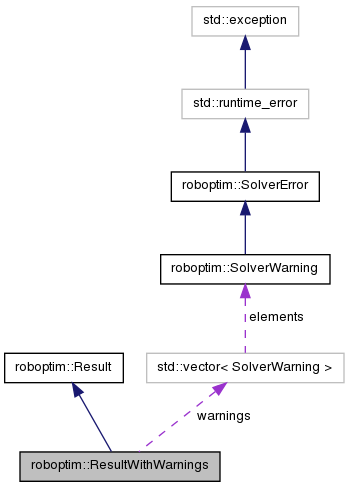 std::exception
std::runtime_error
roboptim::SolverError
roboptim::SolverWarning
elements
roboptim::Result
std::vector< SolverWarning >
warnings
roboptim::ResultWithWarnings